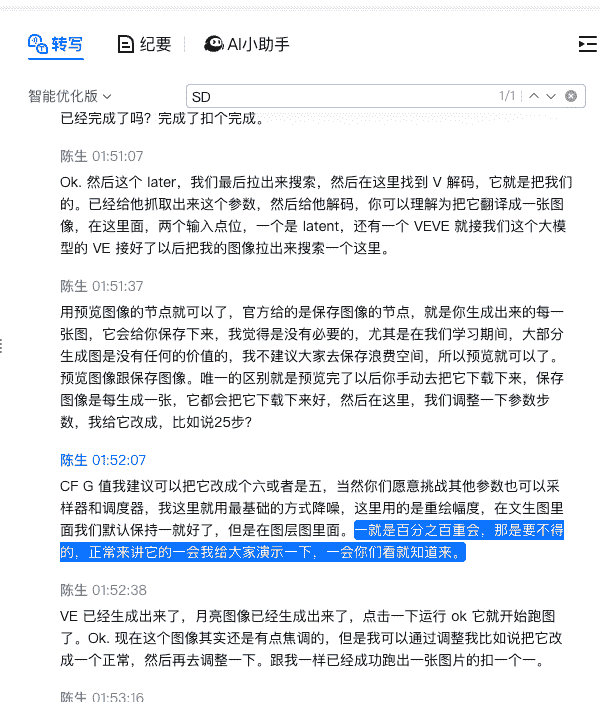 转写 纪要 AI小助手
智能优化版 SD 1/1
已经完成了吗？完成了扣个完成。
陈生 01:51:07
Ok. 然后这个 later，我们最后拉出来搜索，然后在这里找到 V 解码，它就是把我们
的。已经给他抓取出来这个参数，然后给他解码，你可以理解为把它翻译成一张图
像，在这里面，两个输入点位，一个是 latent，还有一个 VEVE 就接我们这个大模
型的 VE 接好了以后把我的图像拉出来搜索一个这里。
陈生 01:51:37
用预览图像的节点就可以了，官方给的是保存图像的节点，就是你生成出来的每一
张图，它会给你保存下来，我觉得是没有必要的，尤其是在我们学习期间，大部分
生成图是没有任何的价值的，我不建议大家去保存浪费空间，所以预览就可以了。
预览图像跟保存图像。唯一的区别就是预览完了以后你手动去把它下载下来，保存
图像是每生成一张，它都会把它下载下来好，然后在这里，我们调整一下参数步
数，我给它改成，比如说25步？
陈生 01:52:07
CF G 值我建议可以把它改成个六或者是五，当然你们愿意挑战其他参数也可以采
样器和调度器，我这里就用最基础的方式降噪，这里用的是重绘幅度，在文生图里
面我们默认保持一就好了，但是在图层图里面。一就是百分之百重会，那是要不得
的，正常来讲它的一会我给大家演示一下，一会你们看就知道来。
陈生 01:52:38
VE 已经生成出来了，月亮图像已经生成出来了，点击一下运行 ok 它就开始跑图
了。Ok. 现在这个图像其实还是有点焦调的，但是我可以通过调整我比如说把它改
成一个正常，然后再去调整一下。跟我一样已经成功跑出一张图片的扣一个一。
陈生 01:53:16